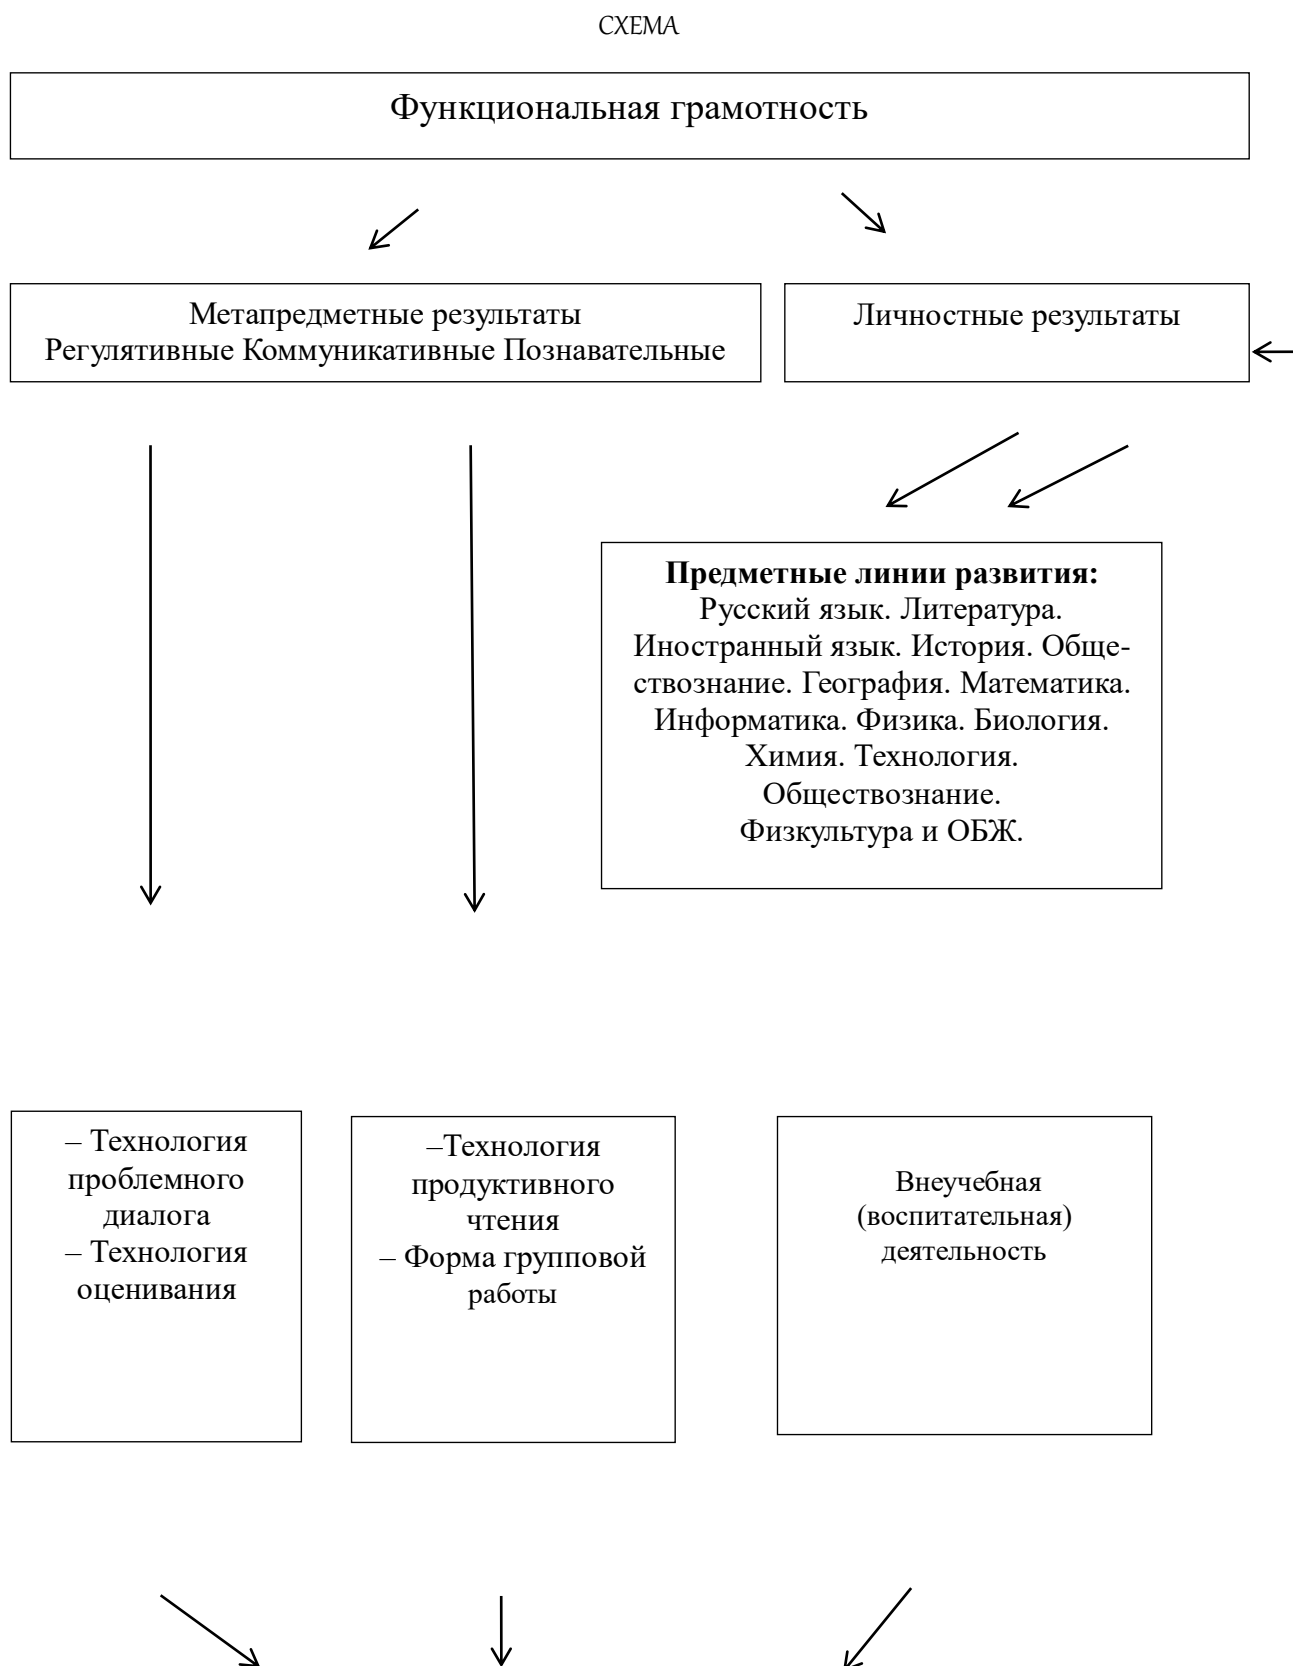 СХЕМА
Функциональная грамотность
Метапредметные результаты
Регулятивные Коммуникативные Познавательные
Личностные результаты
Предметные линии развития:
Русский язык. Литература.
Иностранный язык. История. Обще-
ствознание. География. Математика.
Информатика. Физика. Биология.
Химия. Технология.
Обществознание.
Физкультура и ОБЖ.
– Технология
проблемного
диалога
– Технология
оценивания
–Технология
продуктивного
чтения
– Форма групповой
работы
Внеучебная
(воспитательная)
деятельность